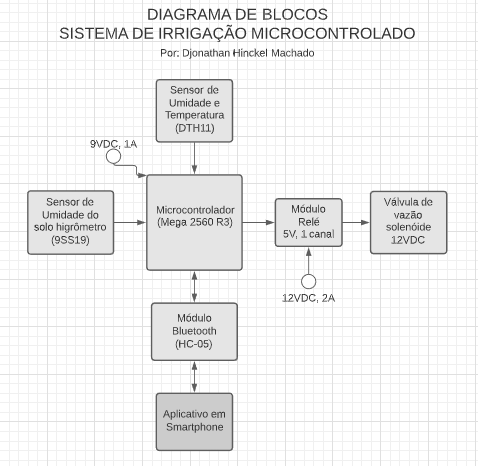 DIAGRAMA DE BLOCOS
SISTEMA DE IRRIGAÇÃO MICROCONTROLADO
Por: Djonathan Hinckel Machado
Sensor de
Umidade e
Temperatura
(DTH11)
9VDC, 1A
Sensor de
Umidade do
solo higrômetro
(9SS19)
Microcontrolador
(Mega 2560 R3)
Módulo
Relé
5V, 1 canal
Válvula de
vazão
solenóide
12VDC
12VDC, 2A
Módulo
Bluetooth
(HC-05)
Aplicativo em
Smartphone